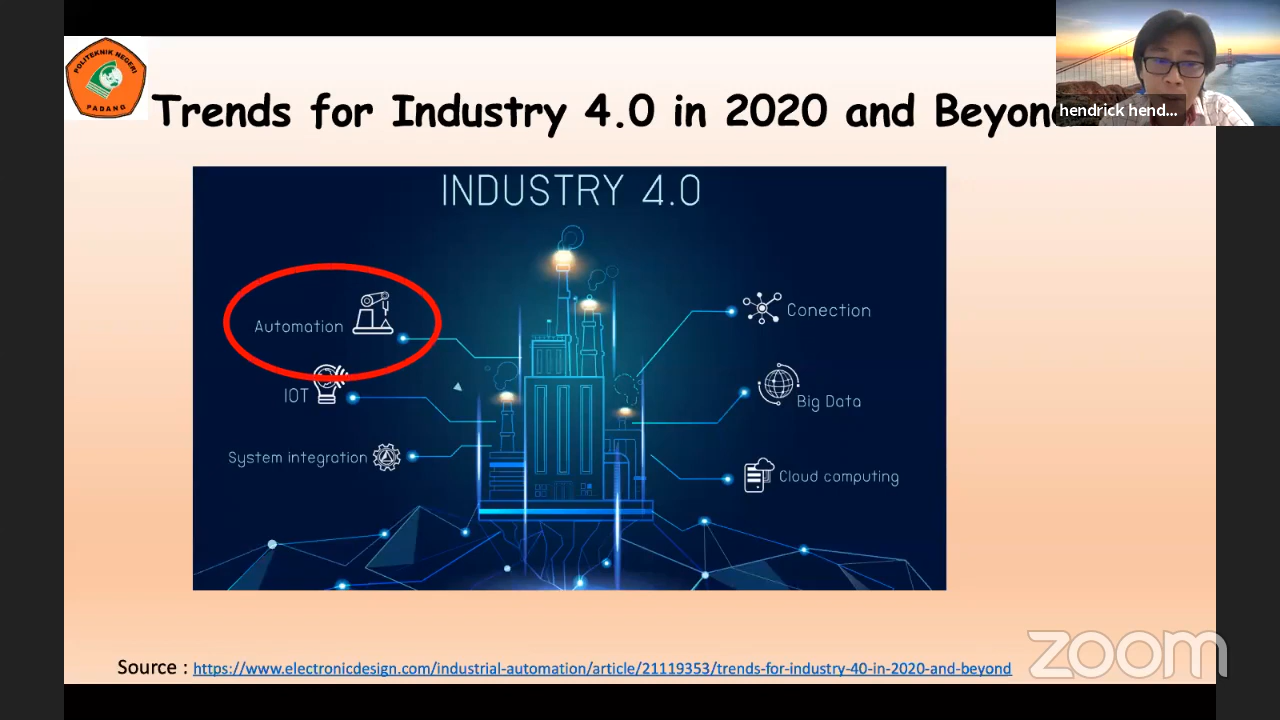 POLITEKNIK NEGERI
PADANG
Trends for Industry 4.0 in 2020 and Beyon
hendrick hend...
INDUSTRY 4.0
Automation
Conection
IOT
Big Data
System integration
Cloud computing
zoom
Source : https://www.electronicdesign.com/industrial-automation/article/21119353/trends-for-industry-40-in-2020-and-beyond